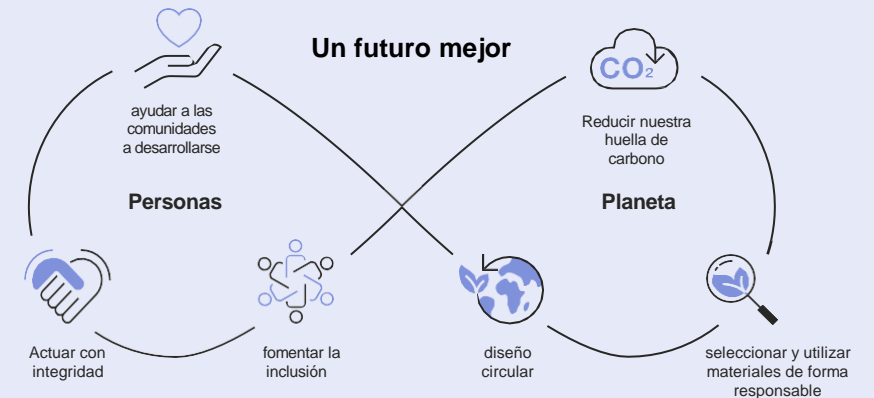 Un futuro mejor
CO₂
ayudar a las
comunidades
a desarrollarse
Reducir nuestra
huella de
carbono
Personas
Planeta
Actuar con
integridad
fomentar la
inclusión
diseño
circular
seleccionar y utilizar
materiales de forma
responsable